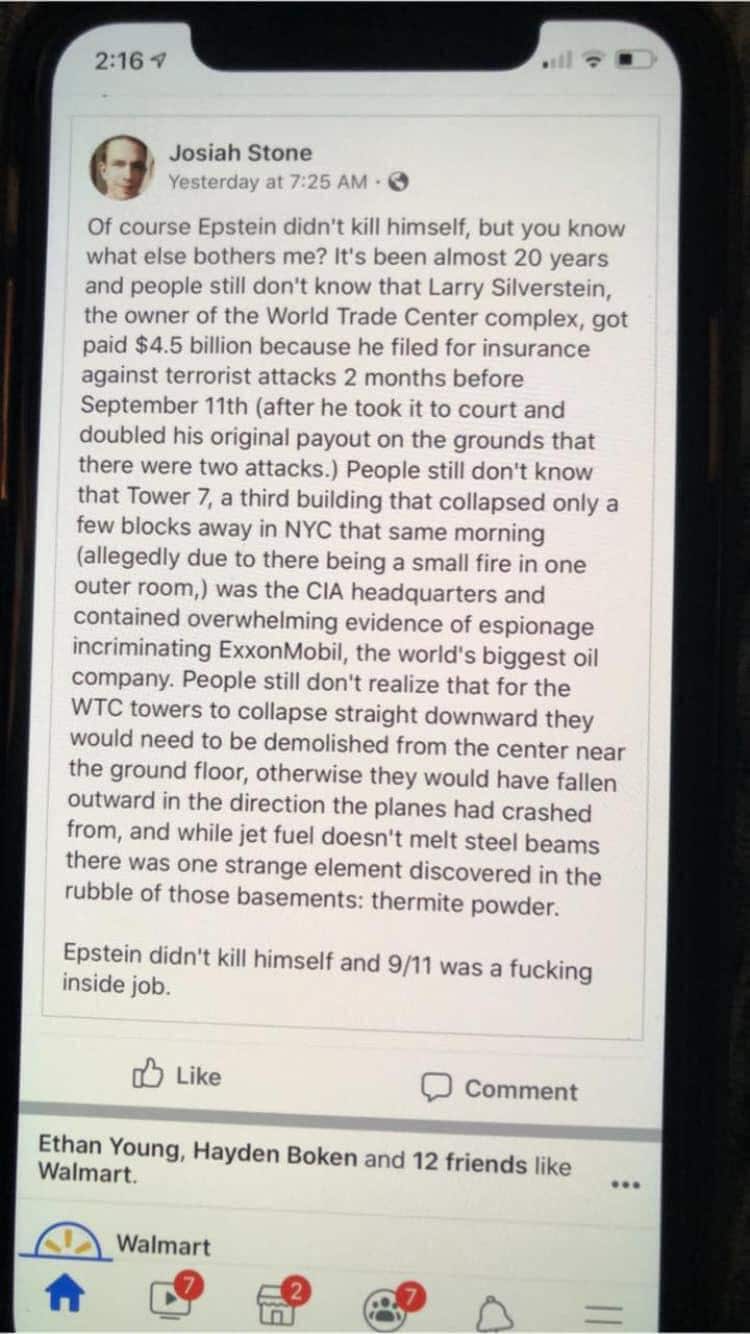 2:16
Josiah Stone
Yesterday at 7:25 AM ·
Of course Epstein didn't kill himself, but you know
what else bothers me? It's been almost 20 years
and people still don't know that Larry Silverstein,
the owner of the World Trade Center complex, got
paid $4.5 billion because he filed for insurance
against terrorist attacks 2 months before
September 11th (after he took it to court and
doubled his original payout on the grounds that
there were two attacks.) People still don't know
that Tower 7, a third building that collapsed only a
few blocks away in NYC that same morning
(allegedly due to there being a small fire in one
outer room,) was the CIA headquarters and
contained overwhelming evidence of espionage
incriminating ExxonMobil, the world's biggest oil
company. People still don't realize that for the
WTC towers to collapse straight downward they
would need to be demolished from the center near
the ground floor, otherwise they would have fallen
outward in the direction the planes had crashed
from, and while jet fuel doesn't melt steel beams
there was one strange element discovered in the
rubble of those basements: thermite powder.
Epstein didn't kill himself and 9/11 was a fucking
inside job.
Like
Comment
Ethan Young, Hayden Boken and 12 friends like
Walmart.
Walmart
7
2
7